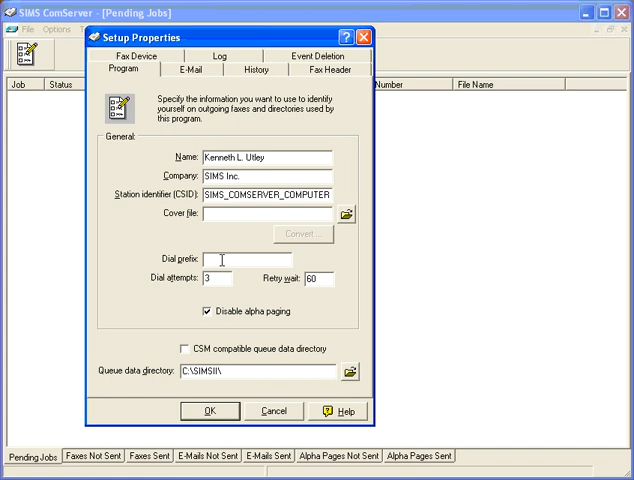 SIMS ComServer - [Pending Jobs]
File Options
Setup Properties
Fax Device Log Event Deletion
Program E-Mail History Fax Header
Job Status Number File Name
Specify the information you want to use to identify
yourself on outgoing faxes and directories used by
this program.
General:
Name: Kenneth L. Utley
Company: SIMS Inc.
Station identifier (CSID): SIMS_COMSERVER_COMPUTER
Cover file:
Convert...
Dial prefix:
Dial attempts: 3 Retry wait: 60
Disable alpha paging
CSM compatible queue data directory
Queue data directory: C:\SIMSII\
OK Cancel Help
Pending Jobs Faxes Not Sent Faxes Sent E-Mails Not Sent E-Mails Sent Alpha Pages Not Sent Alpha Pages Sent